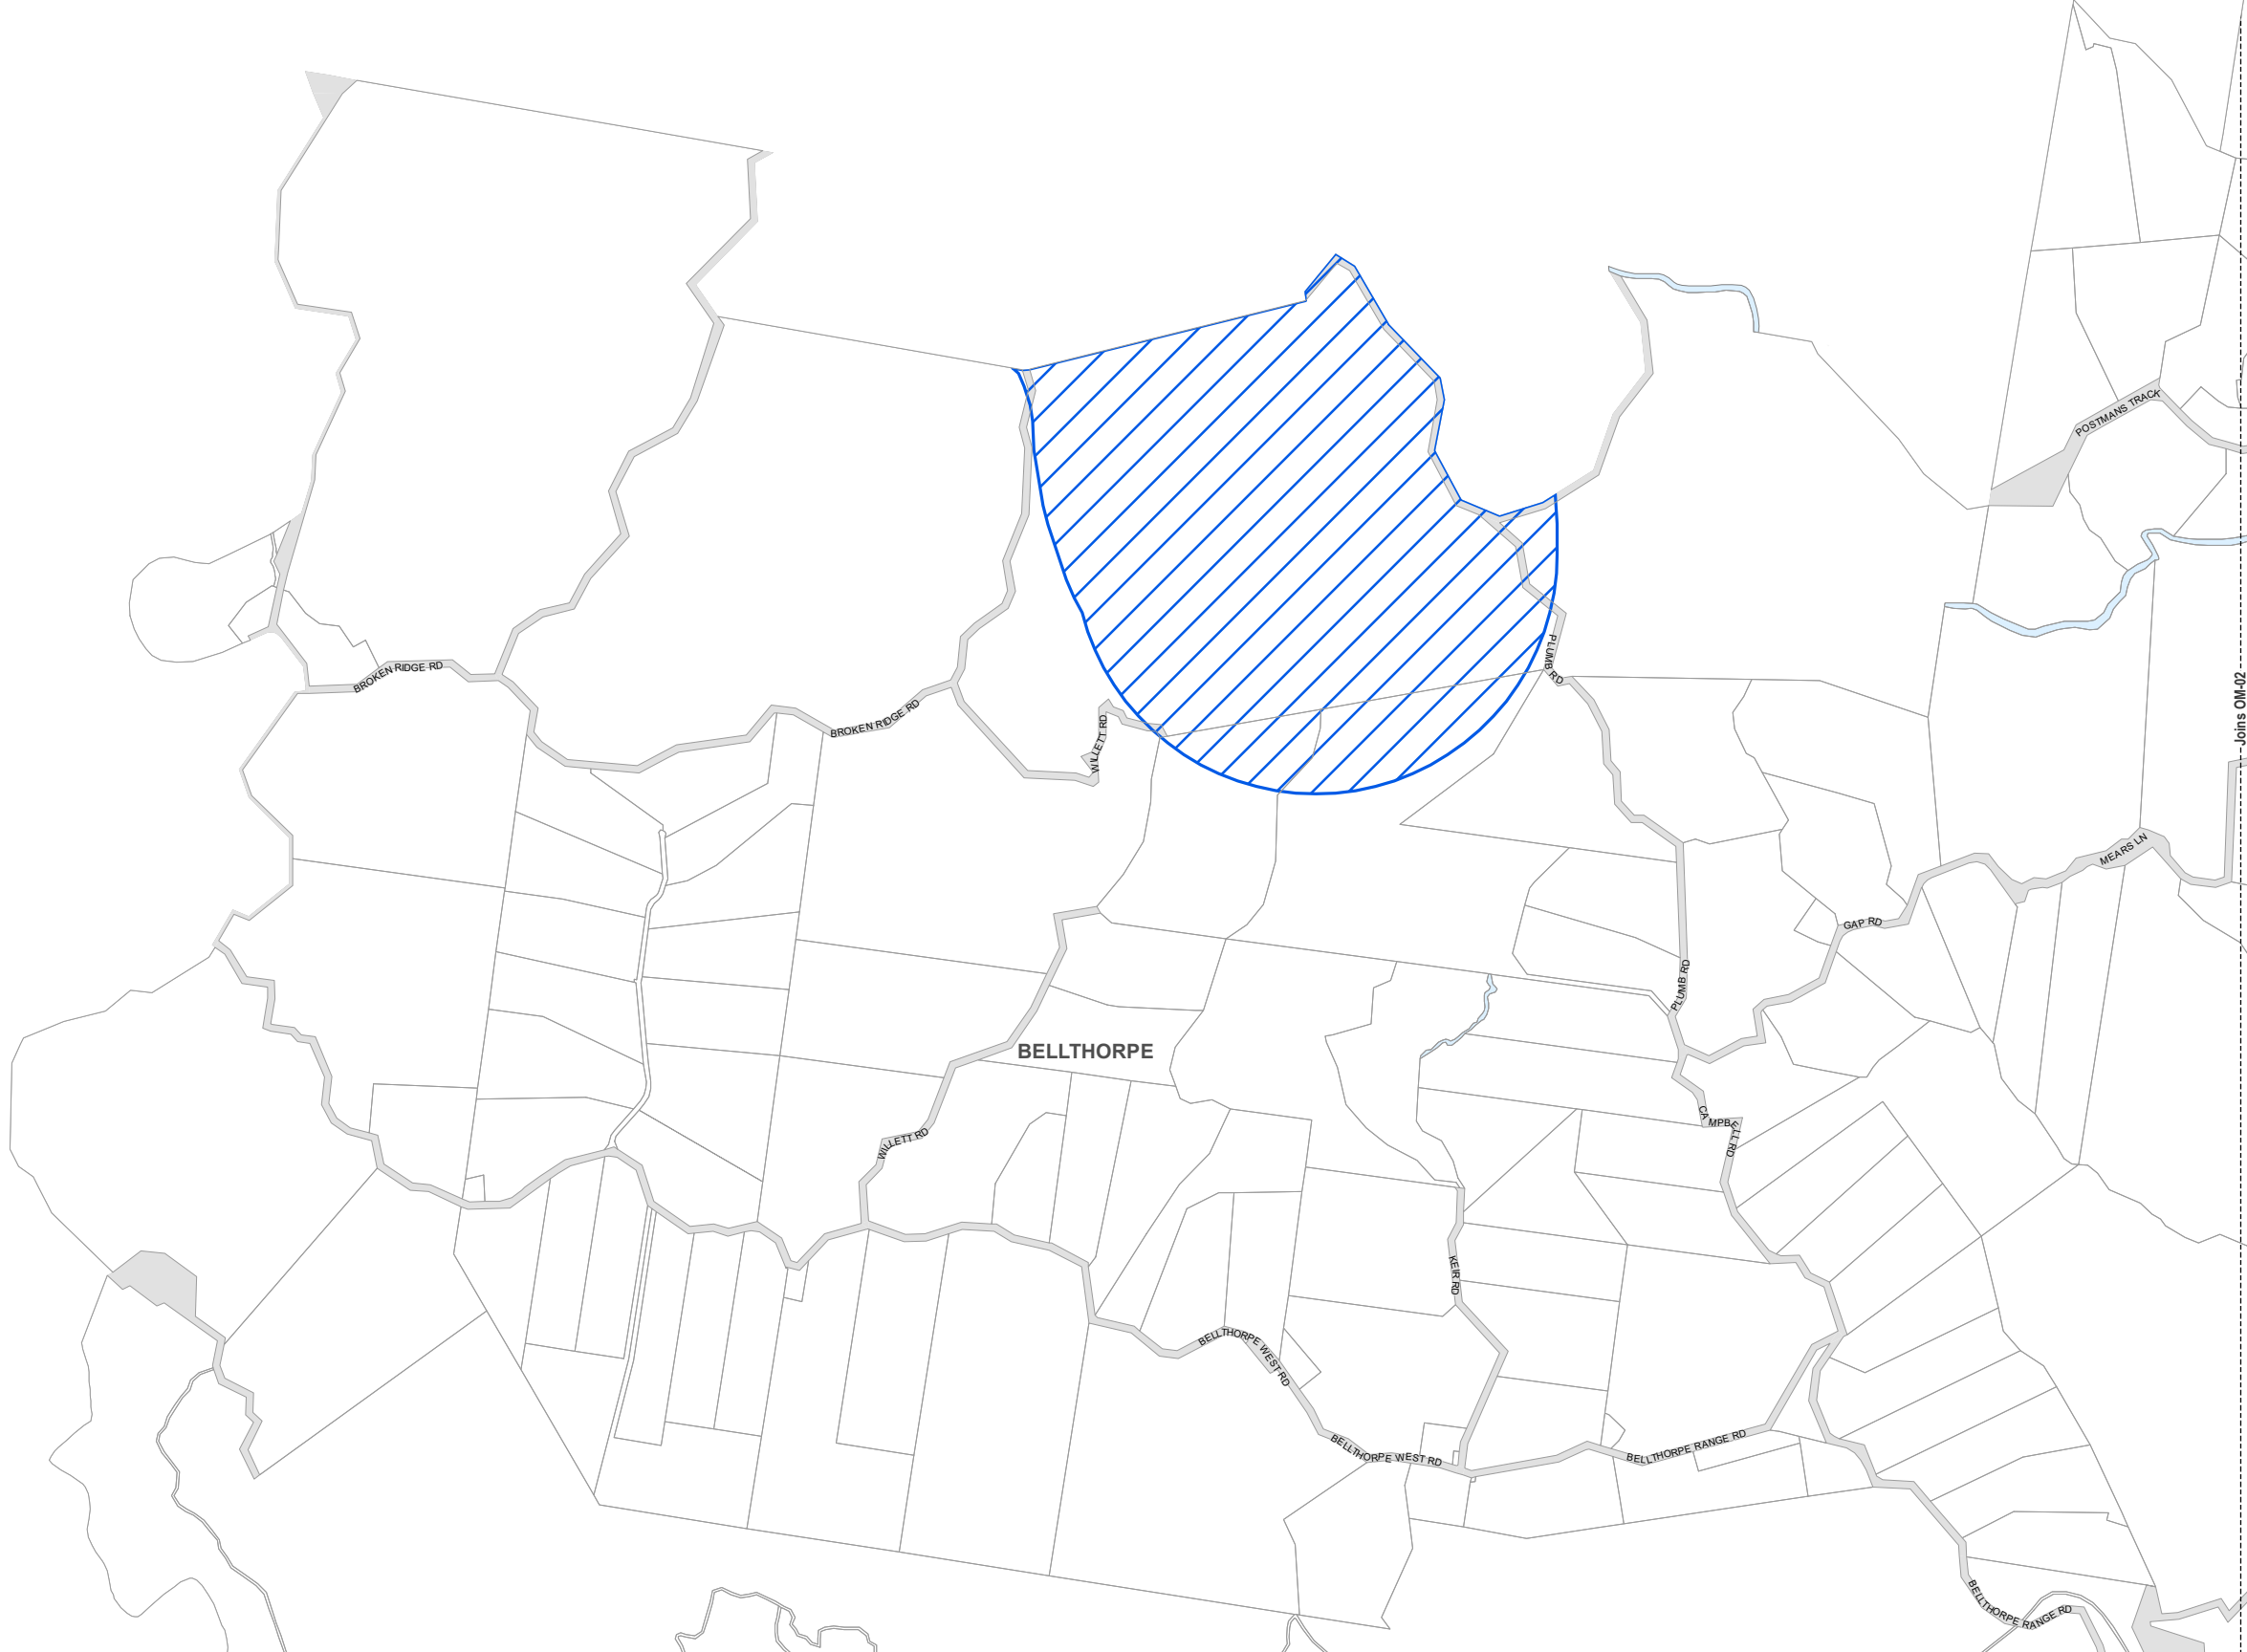 POSTMANS TRACK
PLUMB RD
BROKEN RIDGE RD
BROKEN RIDGE RD
WILLETT RD
Joins OM-02
MEARS LN
GAP RD
PLUMB RD
BELLTHORPE
CAMPBELL RD
WILLETT RD
KEIR RD
BELLTHORPE WEST RD
BELLTHORPE WEST RD
BELLTHORPE RANGE RD
BELLTHORPE RANGE RD